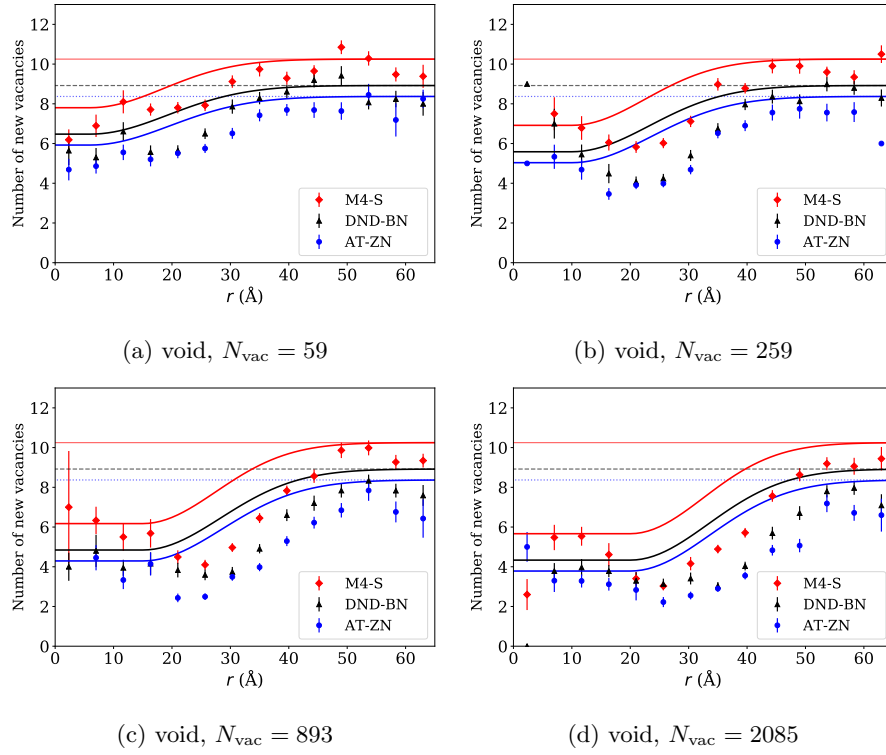 Number of new vacancies
12
10
8
6
4
2
0
0 10 20 30 40 50 60
r (Å)
M4-S
DND-BN
AT-ZN
(a) void, Nvac = 59
Number of new vacancies
12
10
8
6
4
2
0
0 10 20 30 40 50 60
r (Å)
M4-S
DND-BN
AT-ZN
(b) void, Nvac = 259
Number of new vacancies
12
10
8
6
4
2
0
0 10 20 30 40 50 60
r (Å)
M4-S
DND-BN
AT-ZN
(c) void, Nvac = 893
Number of new vacancies
12
10
8
6
4
2
0
0 10 20 30 40 50 60
r (Å)
M4-S
DND-BN
AT-ZN
(d) void, Nvac = 2085